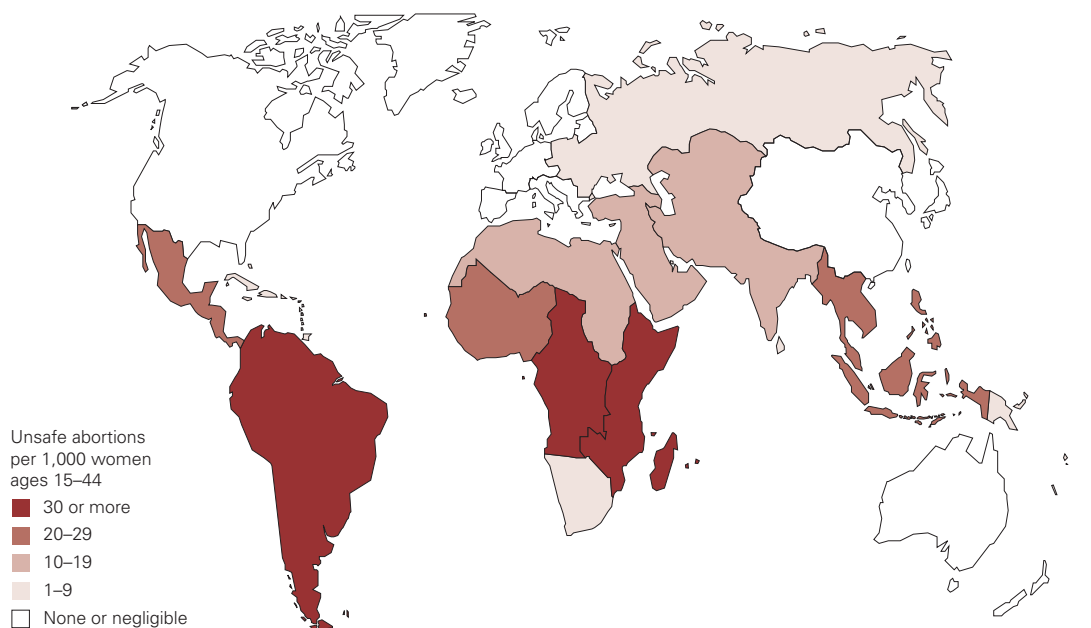 Unsafe abortions
per 1,000 women
ages 15–44
30 or more
20–29
10–19
1–9
None or negligible